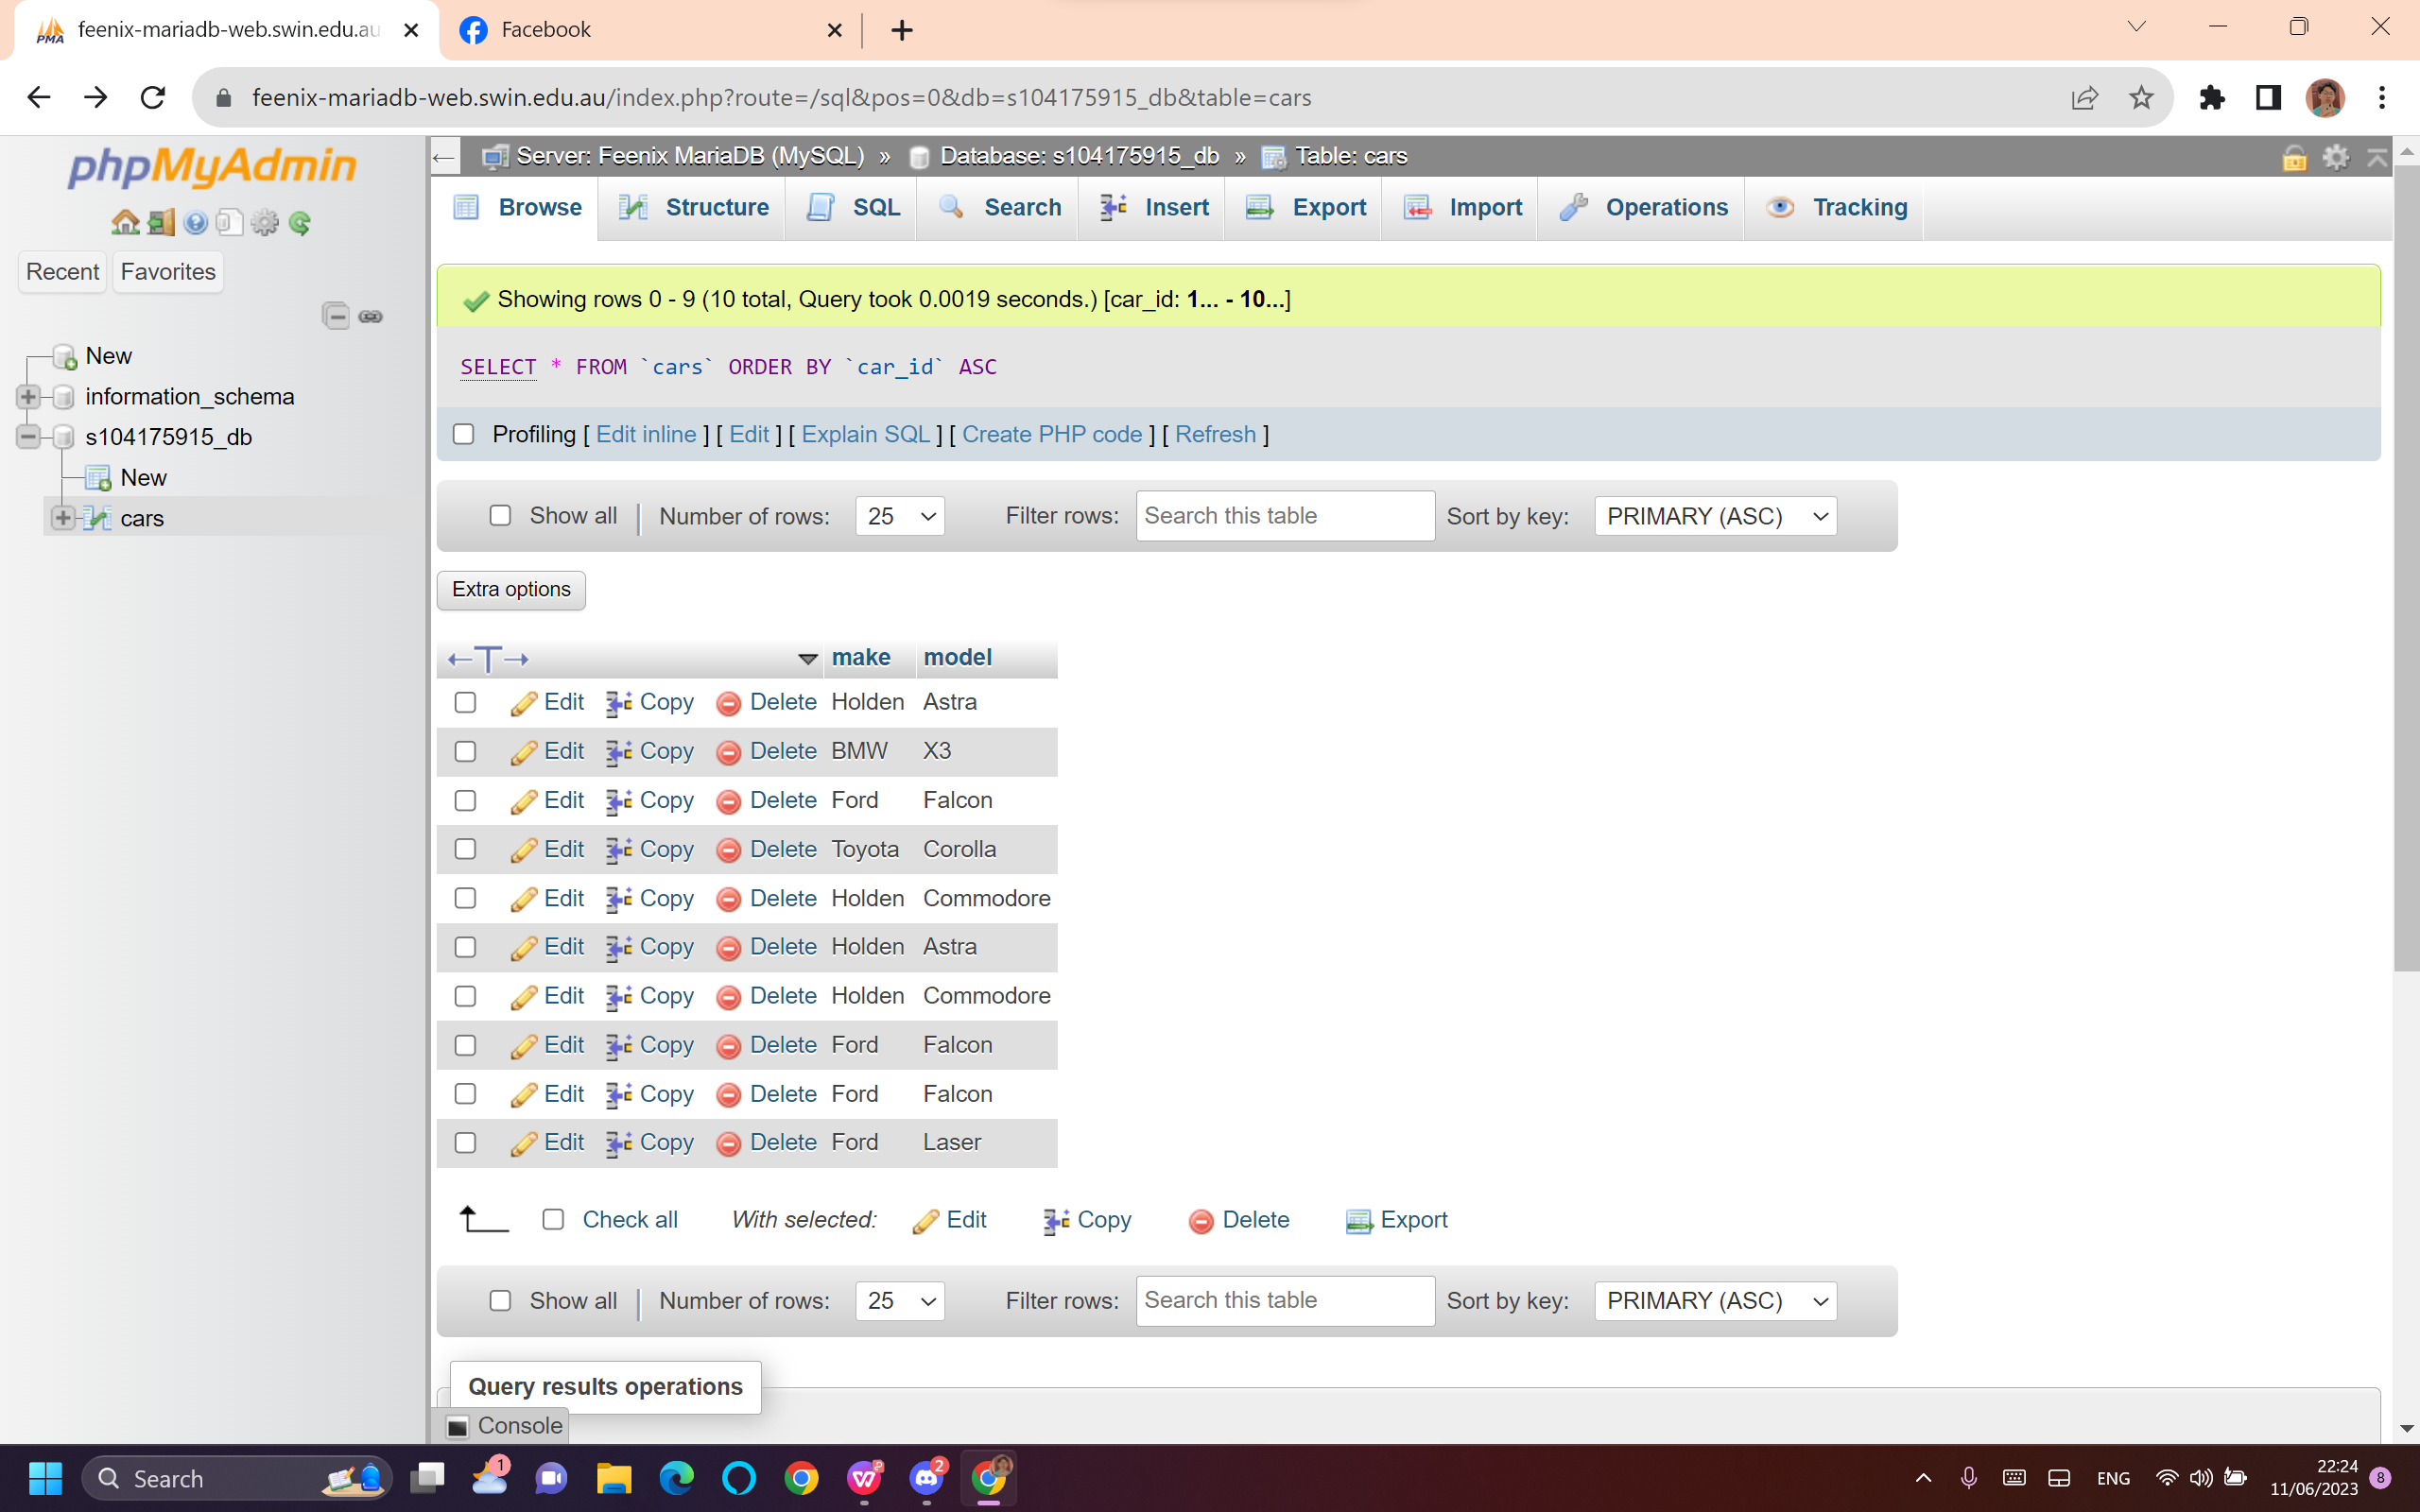 feenix-mariadb-web.swin.edu.au
Facebook
feenix-mariadb-web.swin.edu.au/index.php?route=/sql&pos=0&db=s104175915_db&table=cars
phpMyAdmin
Recent Favorites
New
information_schema
s104175915_db
New
cars
Server: Feenix MariaDB (MySQL) » Database: s104175915_db » Table: cars
Browse Structure SQL Search Insert Export Import Operations Tracking
Showing rows 0 - 9 (10 total, Query took 0.0019 seconds.) [car_id: 1... - 10...]
SELECT * FROM `cars` ORDER BY `car_id` ASC
Profiling [ Edit inline ] [ Edit ] [ Explain SQL ] [ Create PHP code ] [ Refresh ]
Show all | Number of rows: 25 Filter rows: Search this table Sort by key: PRIMARY (ASC)
Extra options
←T→ make model
Edit Copy Delete Holden Astra
Edit Copy Delete BMW X3
Edit Copy Delete Ford Falcon
Edit Copy Delete Toyota Corolla
Edit Copy Delete Holden Commodore
Edit Copy Delete Holden Astra
Edit Copy Delete Holden Commodore
Edit Copy Delete Ford Falcon
Edit Copy Delete Ford Falcon
Edit Copy Delete Ford Laser
Check all With selected: Edit Copy Delete Export
Show all | Number of rows: 25 Filter rows: Search this table Sort by key: PRIMARY (ASC)
Query results operations
Console
Search
1
2
ENG
22:24
11/06/2023
8